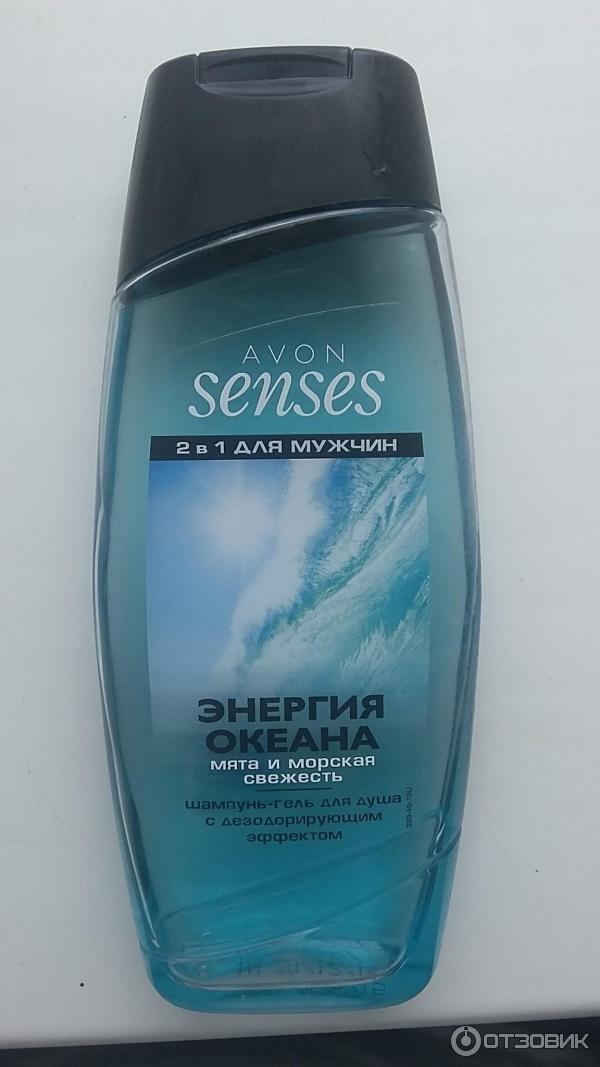 AVON
senses
2 в 1 ДЛЯ МУЖЧИН
ЭНЕРГИЯ
ОКЕАНА
мята и морская
свежесть
шампунь-гель для душа
с дезодорирующим
эффектом
ОТЗОВИК